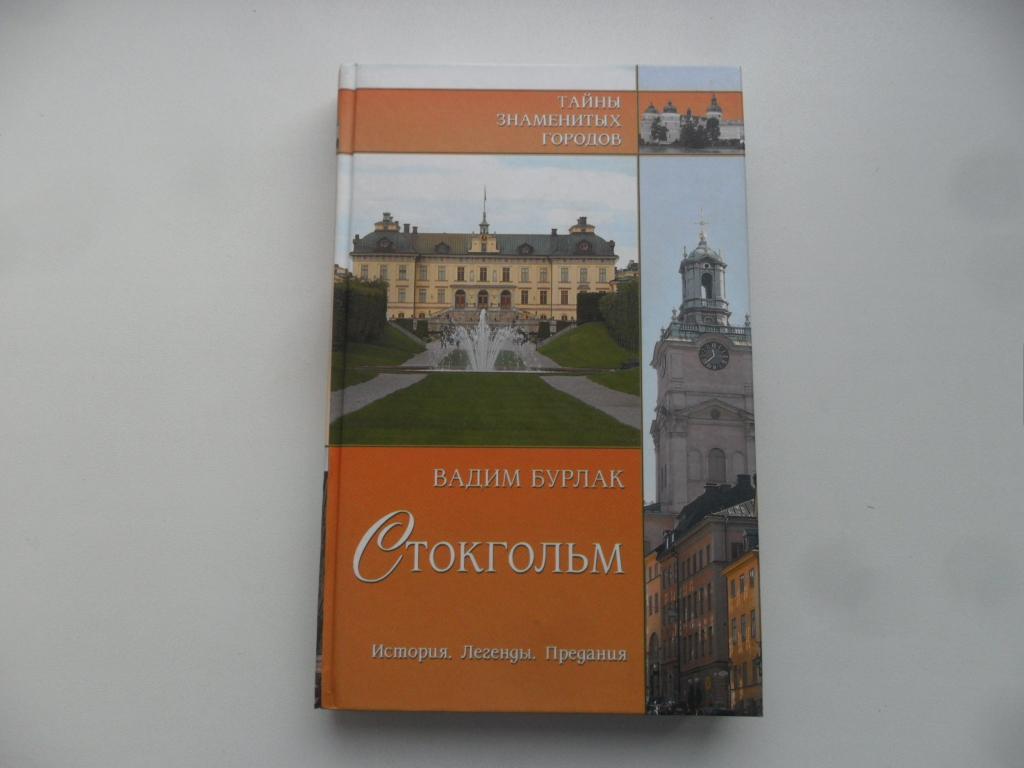 ТАЙНЫ
ЗНАМЕНИТЫХ
ГОРОДОВ
ВАДИМ БУРЛАК
СТОКГОЛЬМ
История. Легенды. Предания